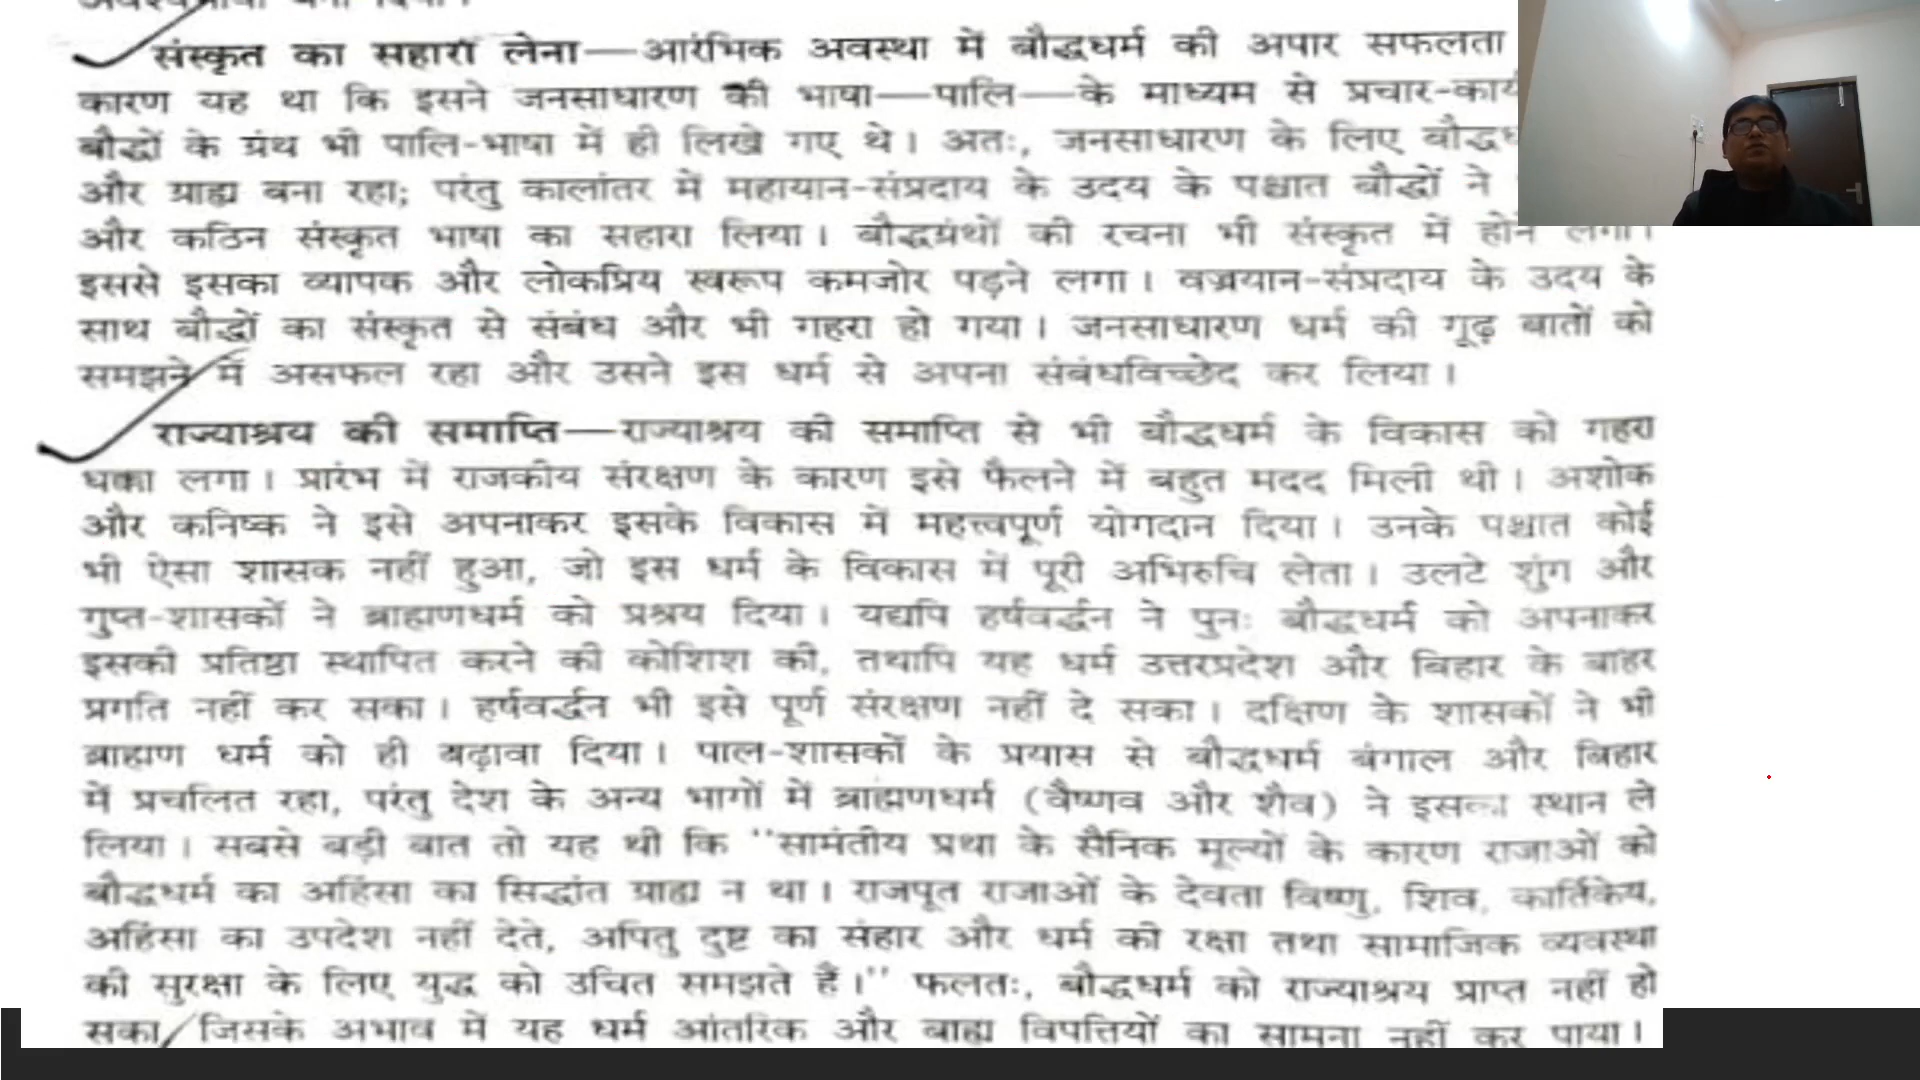 संस्कृत का सहारा लेना—आरंभिक अवस्था में बौद्धधर्म की अपार सफलता
कारण यह था कि इसने जनसाधारण की भाषा—पालि—के माध्यम से प्रचार-कार्य
बौद्धों के ग्रंथ भी पालि-भाषा में ही लिखे गए थे। अतः, जनसाधारण के लिए
और ग्राह्य बना रहा; परंतु कालांतर में महायान-संप्रदाय के उदय के पश्चात बौद्धों ने
और कठिन संस्कृत भाषा का सहारा लिया। बौद्धग्रंथों की रचना भी संस्कृत में होने लगी।
इससे इसका व्यापक और लोकप्रिय स्वरूप कमजोर पड़ने लगा। वज्रयान-संप्रदाय के उदय के
साथ बौद्धों का संस्कृत से संबंध और भी गहरा हो गया। जनसाधारण धर्म की गूढ़ बातों को
समझने में असफल रहा और उसने इस धर्म से अपना संबंधविच्छेद कर लिया।
राज्याश्रय की समाप्ति—राज्याश्रय की समाप्ति से भी बौद्धधर्म के विकास को गहरा
धक्का लगा। प्रारंभ में राजकीय संरक्षण के कारण इसे फैलने में बहुत मदद मिली थी। अशोक
और कनिष्क ने इसे अपनाकर इसके विकास में महत्त्वपूर्ण योगदान दिया। उनके पश्चात कोई
भी ऐसा शासक नहीं हुआ, जो इस धर्म के विकास में पूरी अभिरुचि लेता। उलटे शुंग और
गुप्त-शासकों ने ब्राह्मणधर्म को प्रश्रय दिया। यद्यपि हर्षवर्द्धन ने पुनः बौद्धधर्म को अपनाकर
इसकी प्रतिष्ठा स्थापित करने की कोशिश की, तथापि यह धर्म उत्तरप्रदेश और बिहार के बाहर
प्रगति नहीं कर सका। हर्षवर्द्धन भी इसे पूर्ण संरक्षण नहीं दे सका। दक्षिण के शासकों ने भी
ब्राह्मण धर्म को ही बढ़ावा दिया। पाल-शासकों के प्रयास से बौद्धधर्म बंगाल और बिहार
में प्रचलित रहा, परंतु देश के अन्य भागों में ब्राह्मणधर्म (वैष्णव और शैव) ने इसका स्थान ले
लिया। सबसे बड़ी बात तो यह थी कि ''सामंतीय प्रथा के सैनिक मूल्यों के कारण राजाओं को
बौद्धधर्म का अहिंसा का सिद्धांत ग्राह्य न था। राजपूत राजाओं के देवता विष्णु, शिव, कार्तिकेय,
अहिंसा का उपदेश नहीं देते, अपितु दुष्ट का संहार और धर्म की रक्षा तथा सामाजिक व्यवस्था
की सुरक्षा के लिए युद्ध को उचित समझते हैं।'' फलतः, बौद्धधर्म को राज्याश्रय प्राप्त नहीं हो
सका, जिसके अभाव में यह धर्म आंतरिक और बाह्य विपत्तियों का सामना नहीं कर पाया।